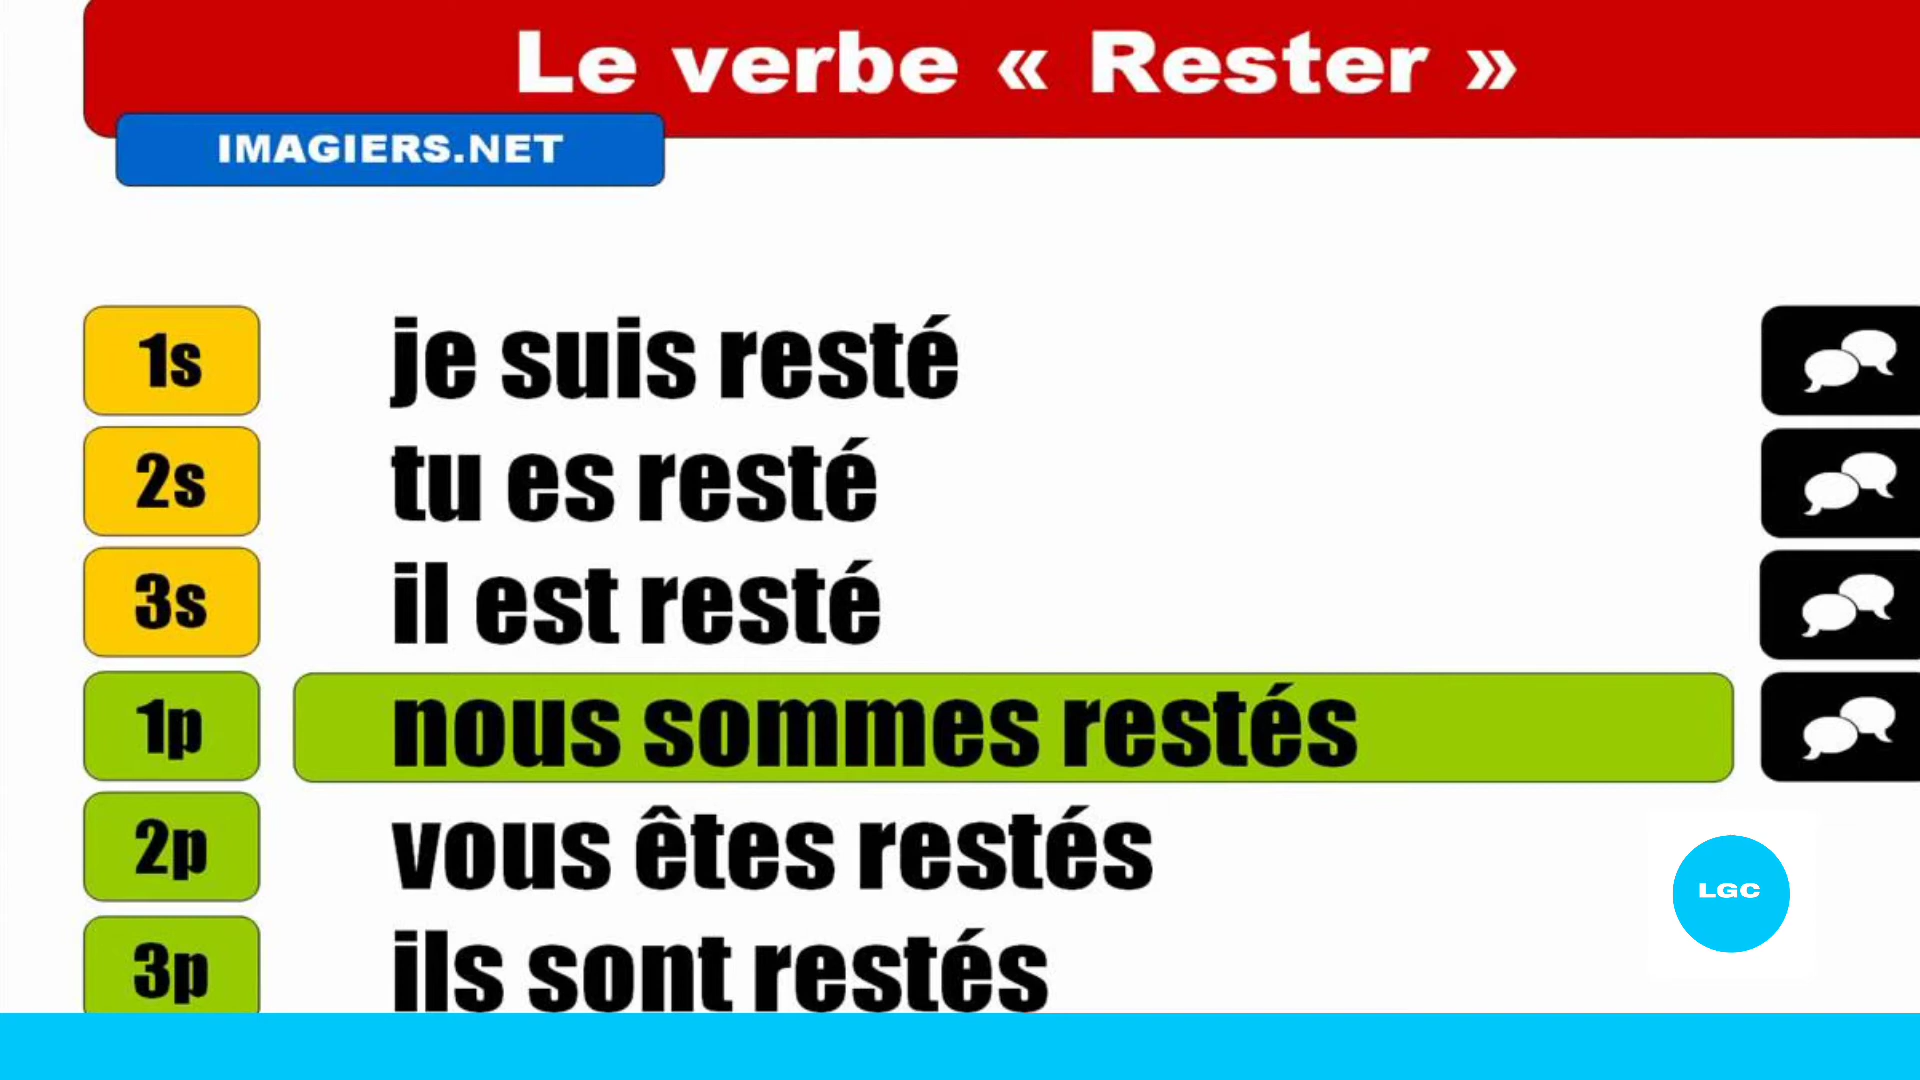 Le verbe « Rester »
IMAGIERS.NET
1s je suis resté
2s tu es resté
3s il est resté
1p nous sommes restés
2p vous êtes restés
3p ils sont restés
LGC